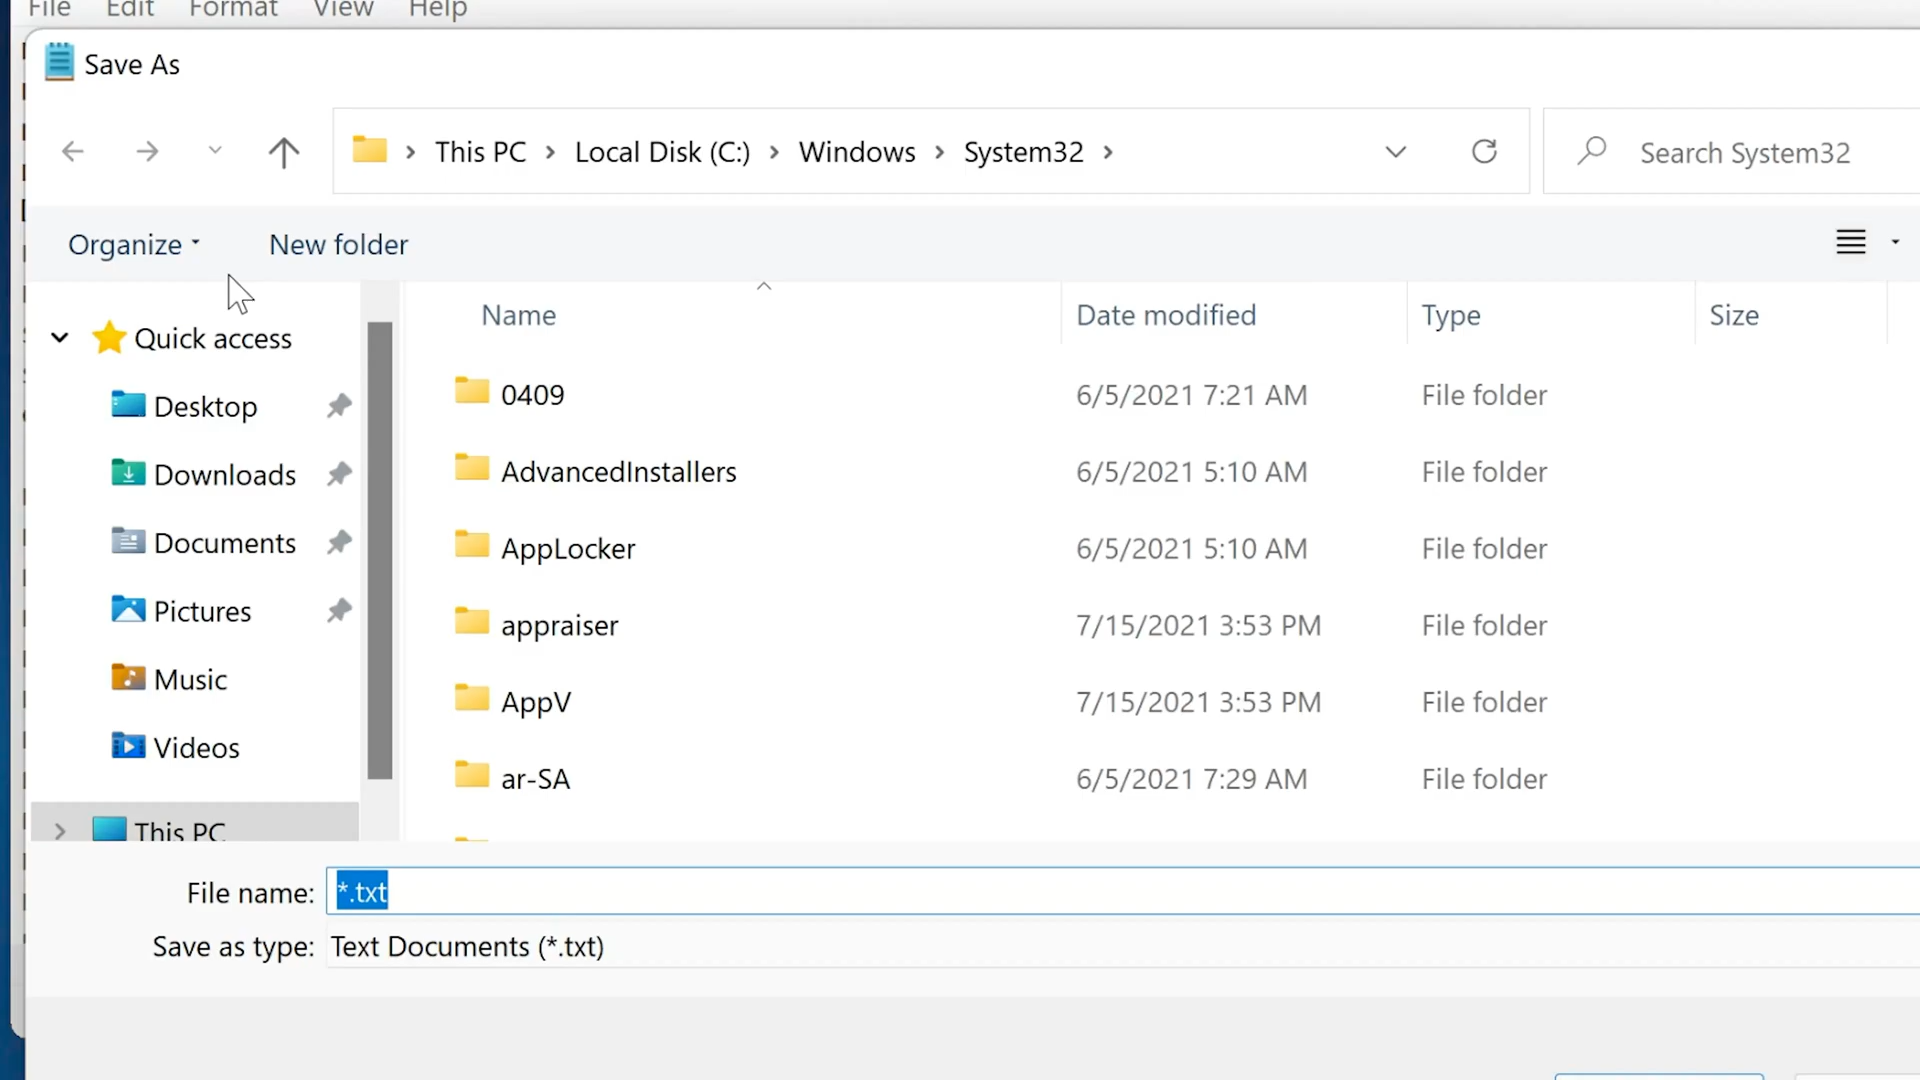 File Edit Format View Help
Save As
This PC Local Disk (C:) Windows System32
Search System32
Organize New folder
Name Date modified Type Size
Quick access
Desktop
Downloads
Documents
Pictures
Music
Videos
This PC
0409 6/5/2021 7:21 AM File folder
AdvancedInstallers 6/5/2021 5:10 AM File folder
AppLocker 6/5/2021 5:10 AM File folder
appraiser 7/15/2021 3:53 PM File folder
AppV 7/15/2021 3:53 PM File folder
ar-SA 6/5/2021 7:29 AM File folder
File name: *.txt
Save as type: Text Documents (*.txt)